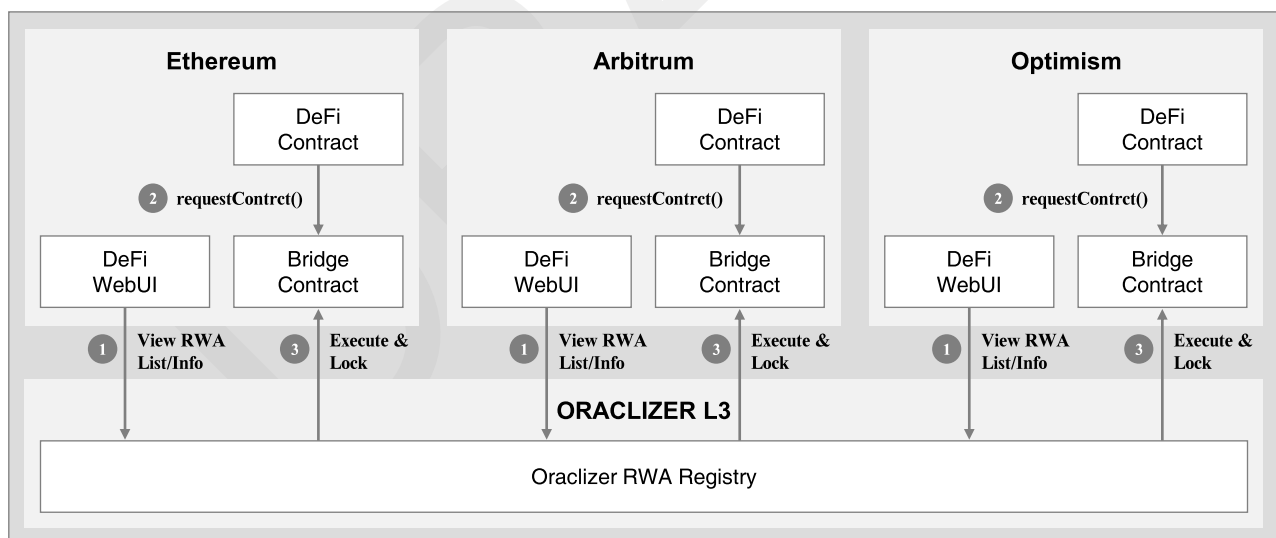 Ethereum
DeFi
Contract
2 requestContrct()
DeFi
WebUI
Bridge
Contract
1 View RWA
List/Info
3 Execute &
Lock
Arbitrum
DeFi
Contract
2 requestContrct()
DeFi
WebUI
Bridge
Contract
1 View RWA
List/Info
3 Execute &
Lock
Optimism
DeFi
Contract
2 requestContrct()
DeFi
WebUI
Bridge
Contract
1 View RWA
List/Info
3 Execute &
Lock
ORACLIZER L3
Oraclizer RWA Registry